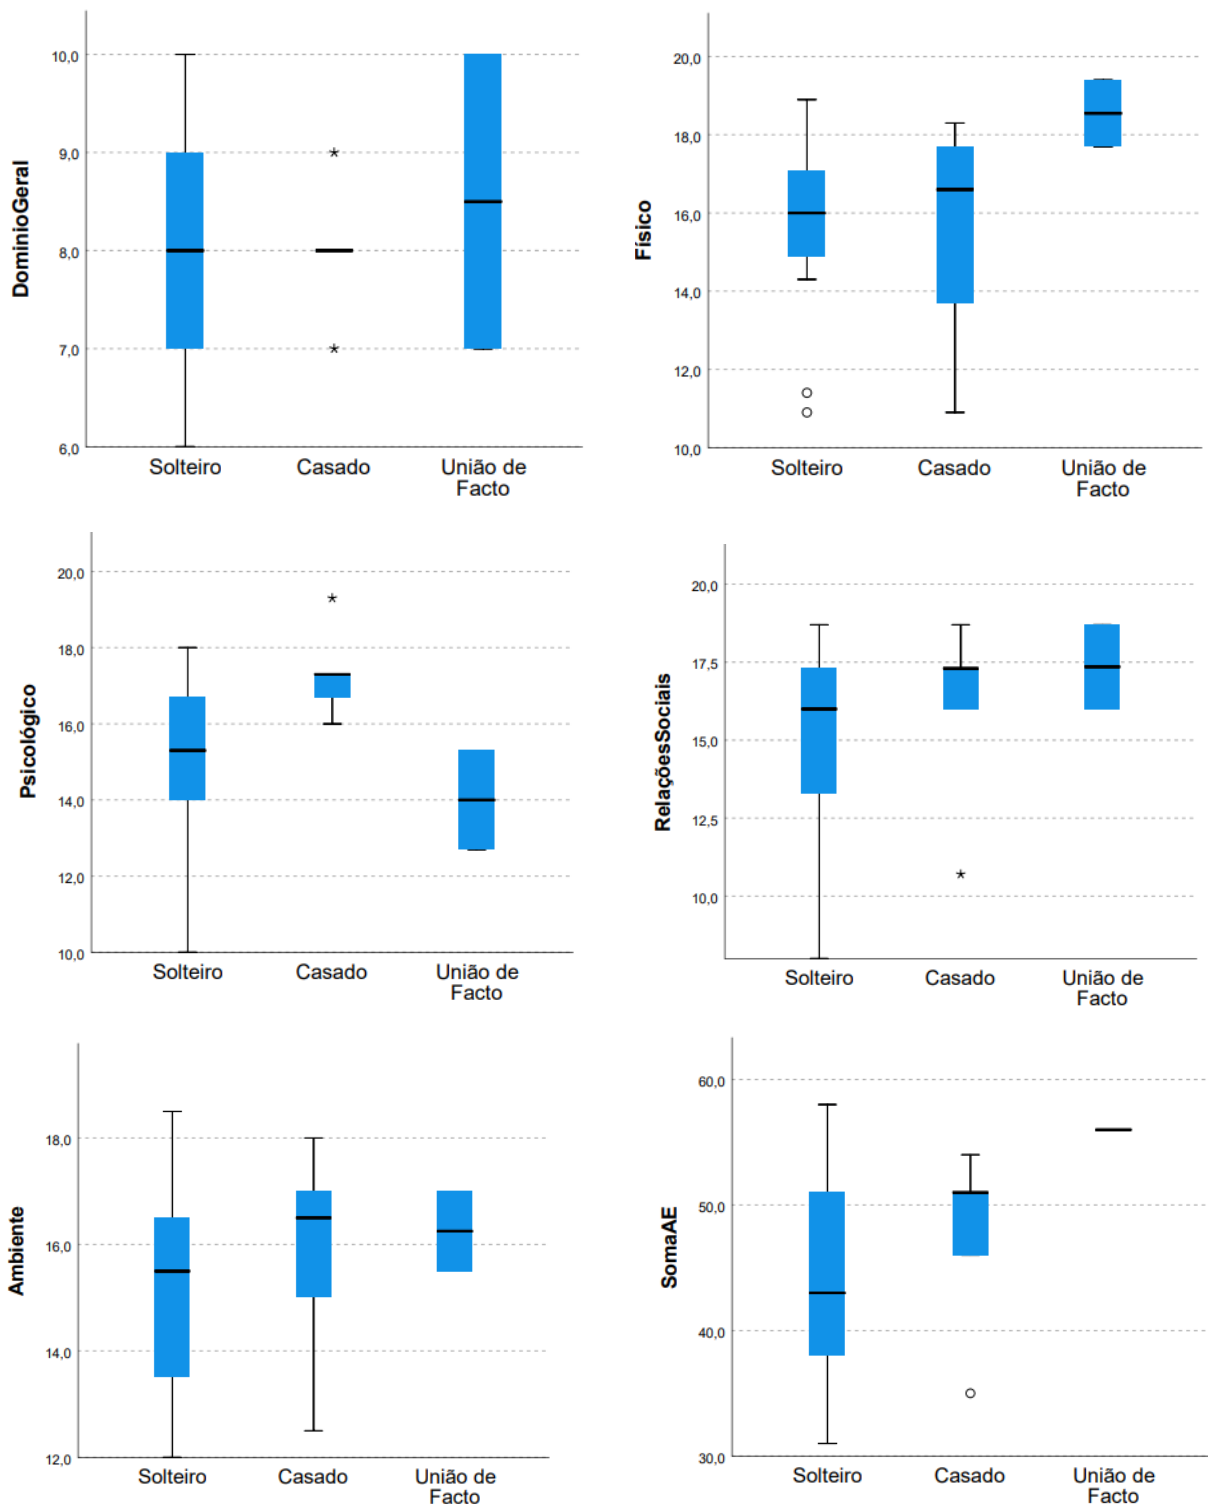 DominioGeral
10,0
9,0
8,0
7,0
6,0
Solteiro
Casado
União de
Facto
Físico
20,0
18,0
16,0
14,0
12,0
10,0
Solteiro
Casado
União de
Facto
Psicológico
20,0
18,0
16,0
14,0
12,0
10,0
Solteiro
Casado
União de
Facto
RelaçõesSociais
20,0
17,5
15,0
12,5
10,0
Solteiro
Casado
União de
Facto
Ambiente
18,0
16,0
14,0
12,0
Solteiro
Casado
União de
Facto
SomaAE
60,0
50,0
40,0
30,0
Solteiro
Casado
União de
Facto